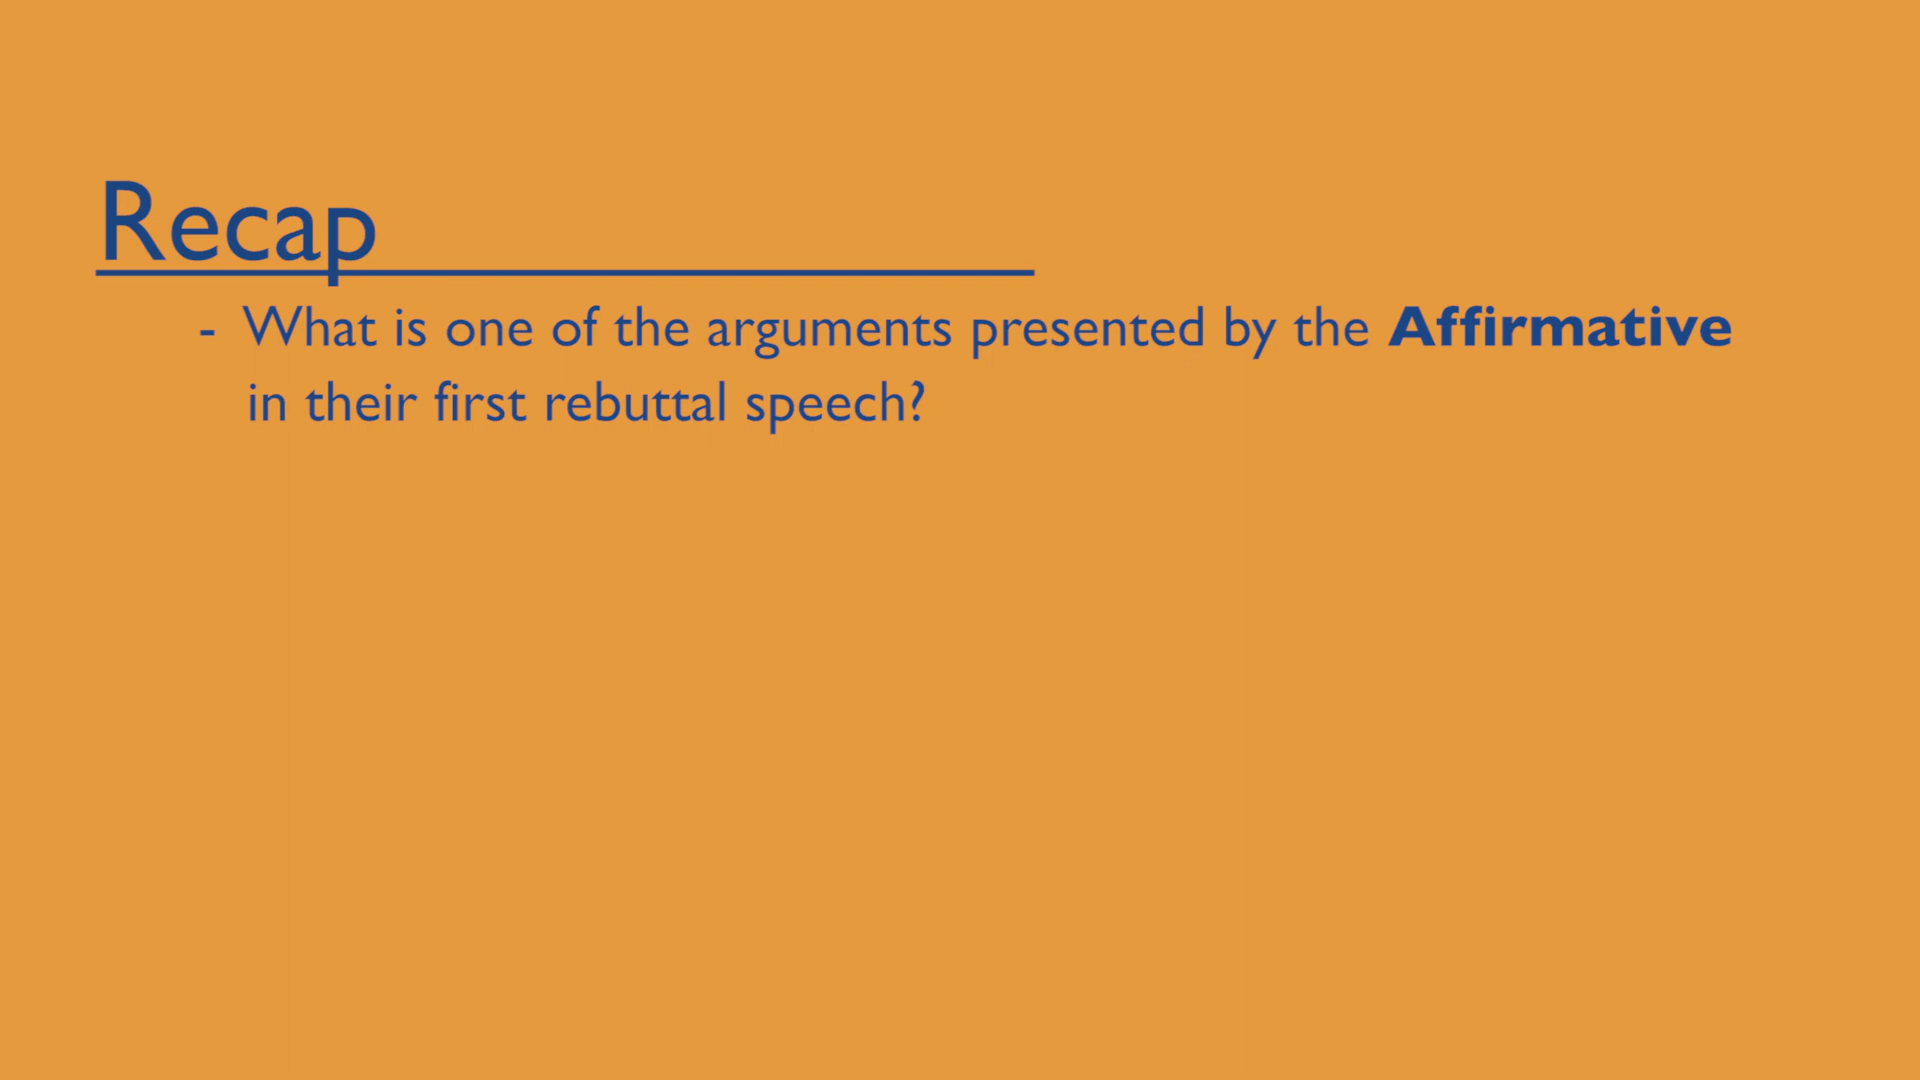 Recap
- What is one of the arguments presented by the Affirmative
in their first rebuttal speech?